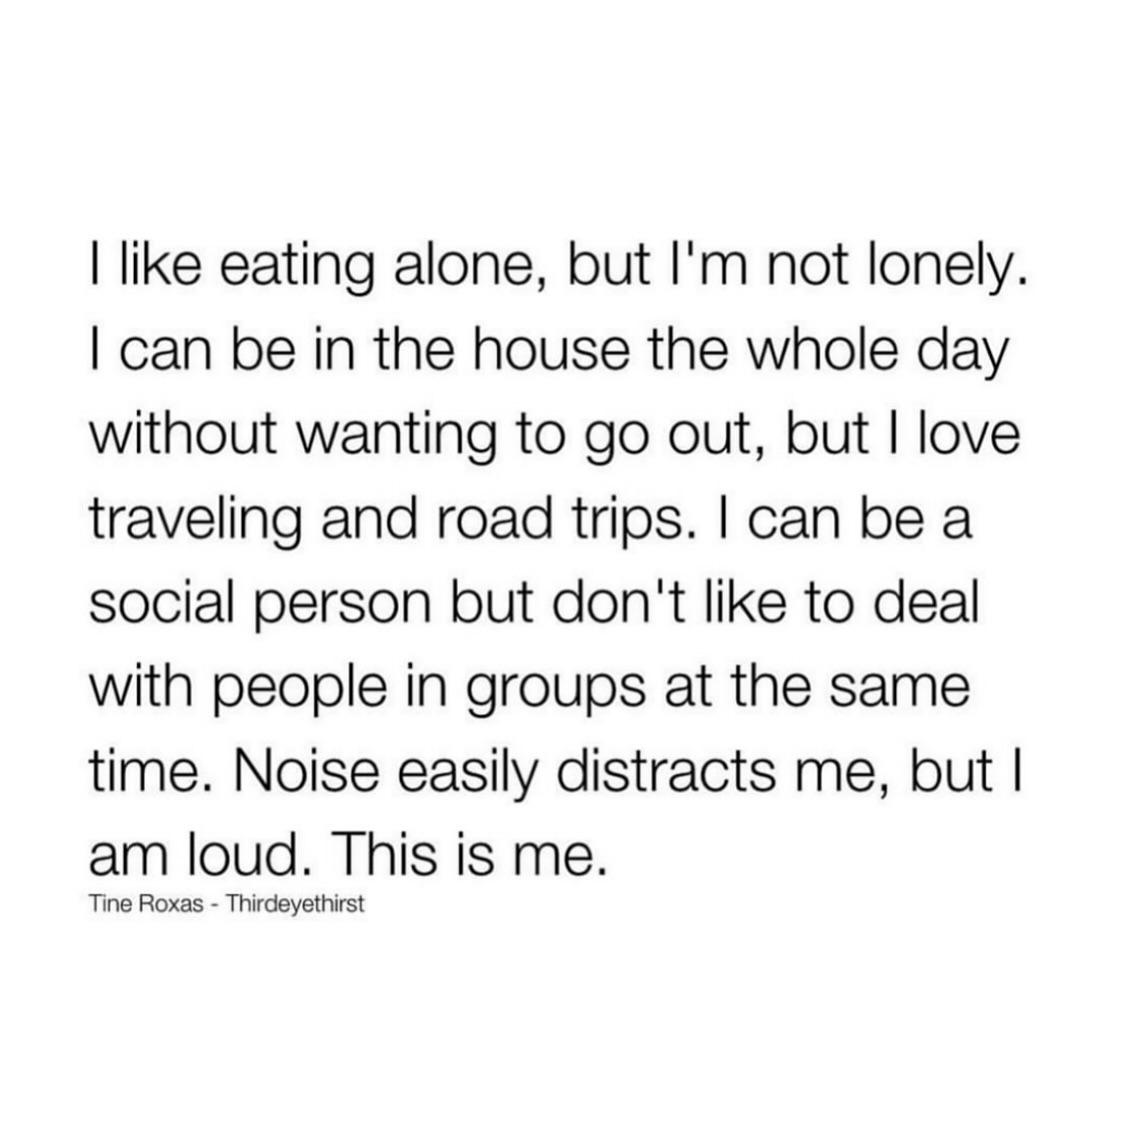 I like eating alone, but I'm not lonely.
I can be in the house the whole day
without wanting to go out, but I love
traveling and road trips. I can be a
social person but don't like to deal
with people in groups at the same
time. Noise easily distracts me, but I
am loud. This is me.
Tine Roxas - Thirdeyethirst